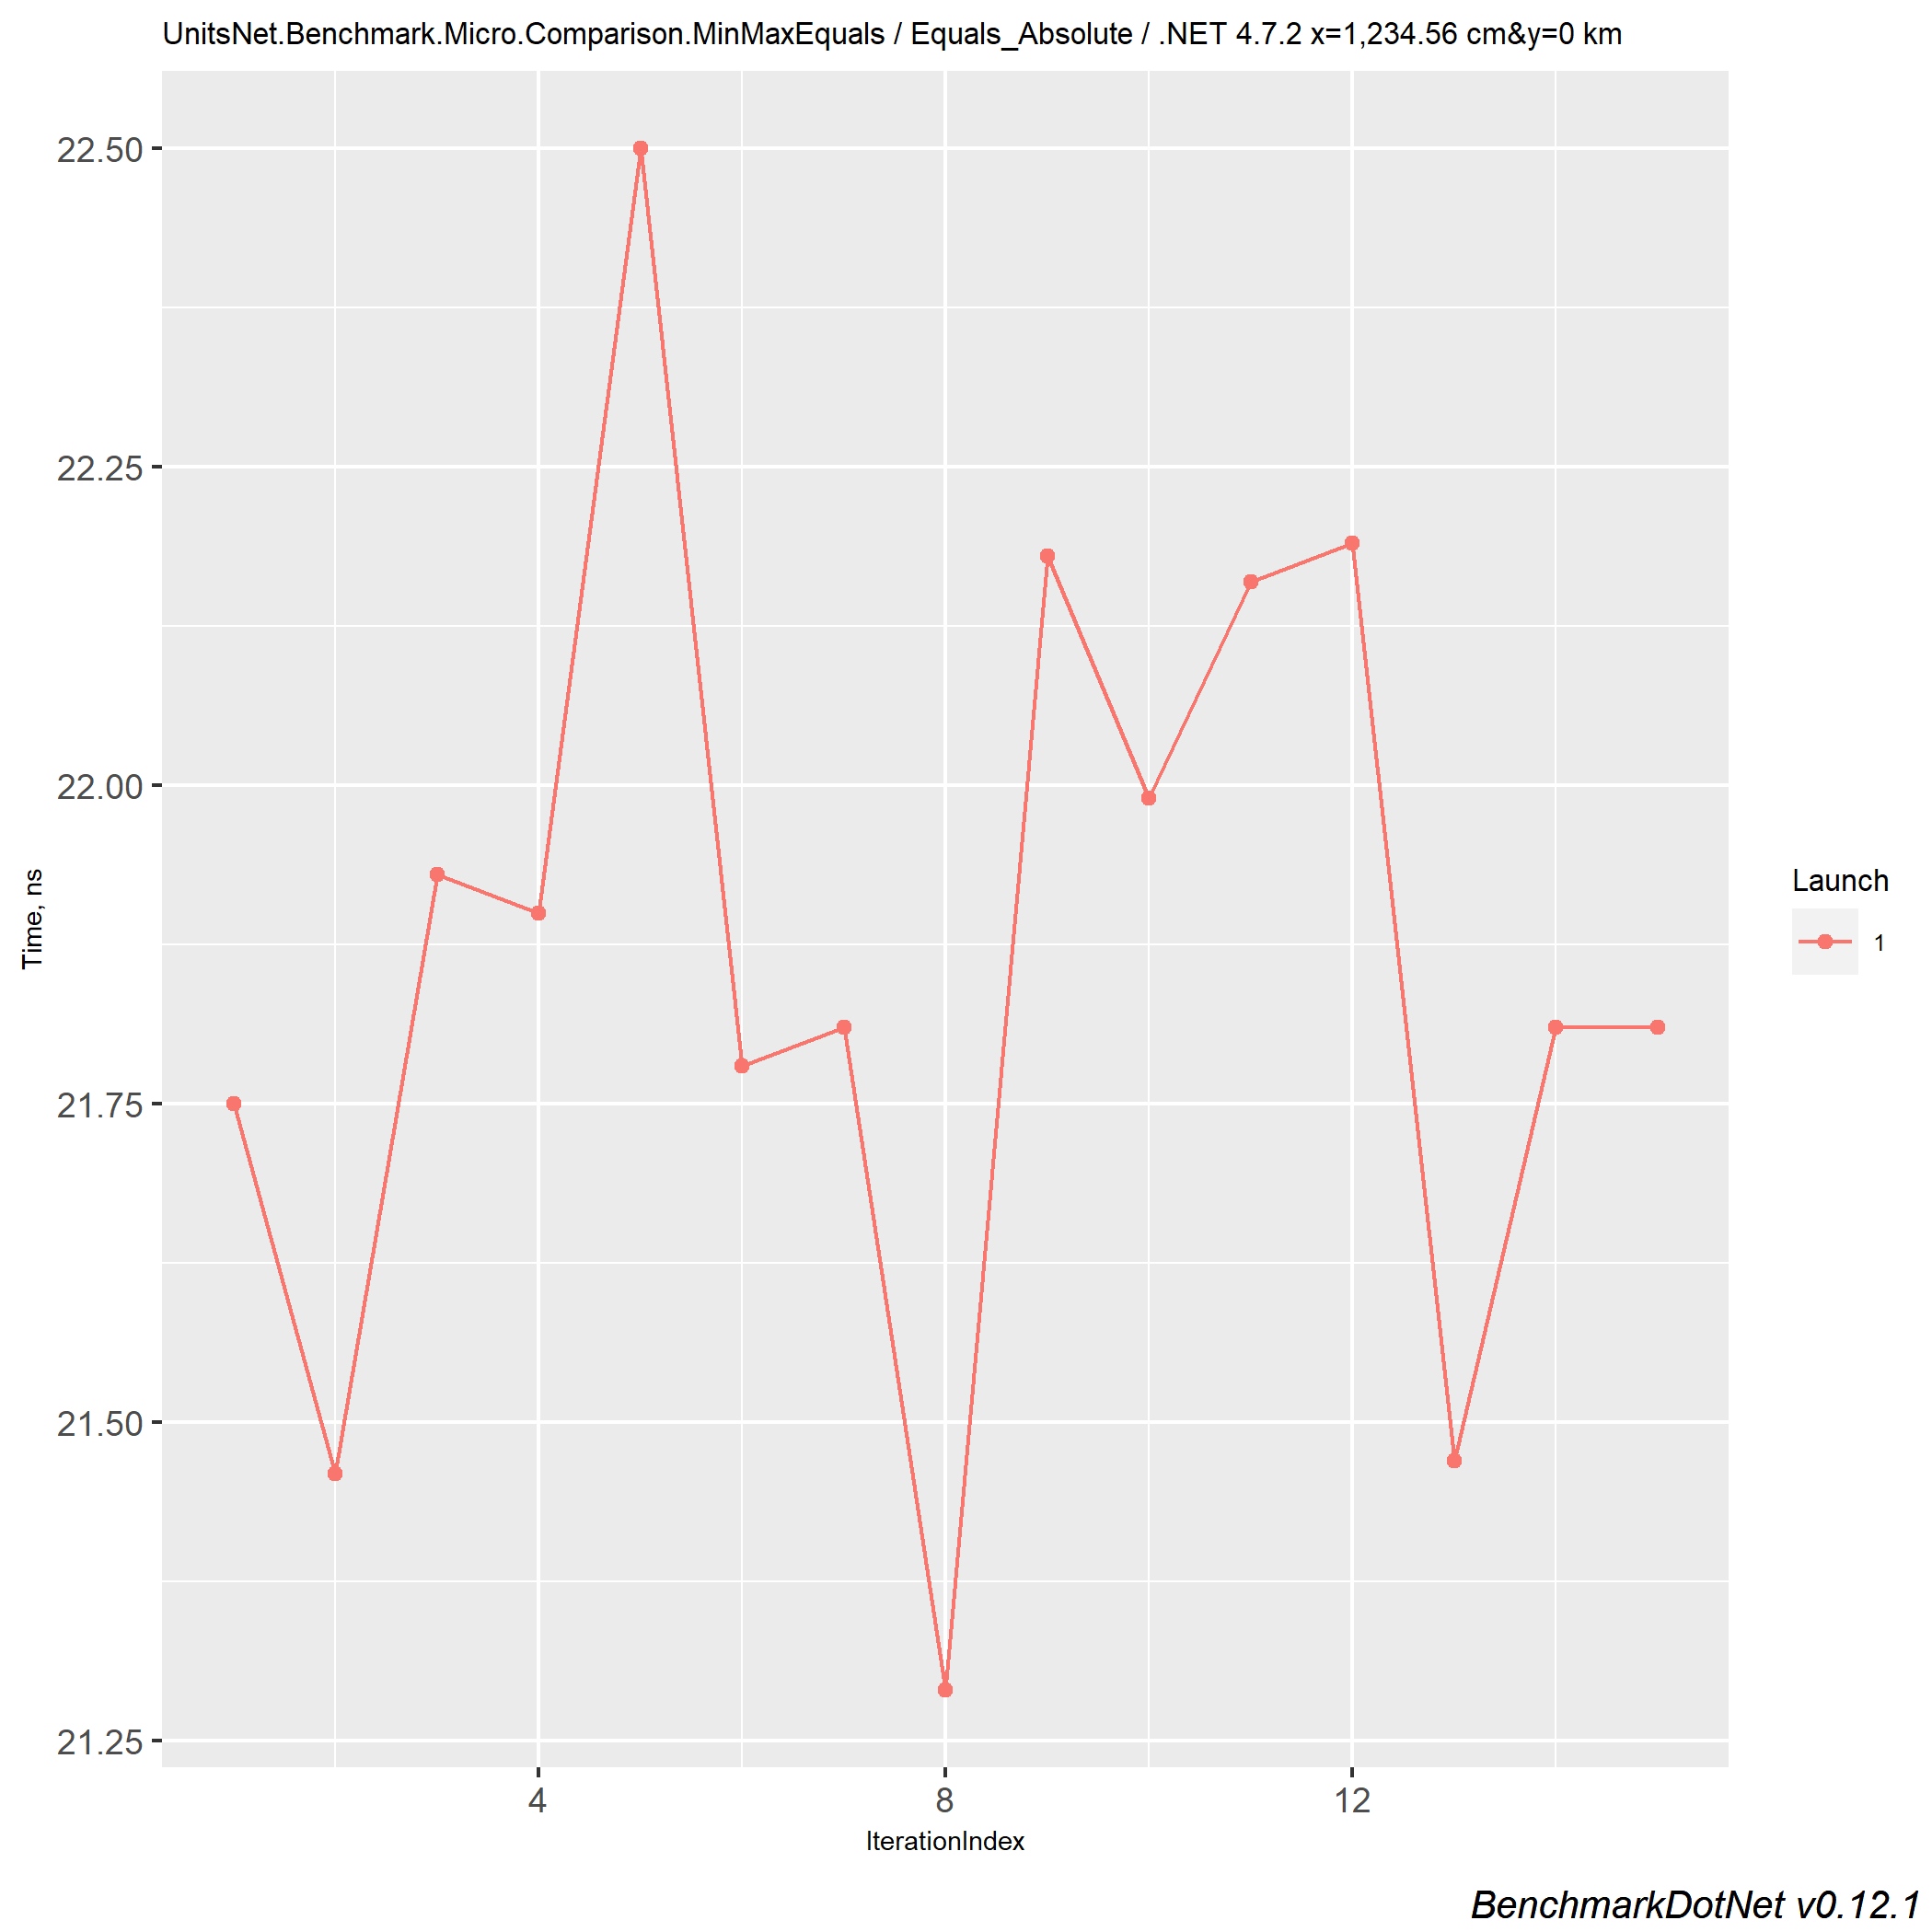 UnitsNet.Benchmark.Micro.Comparison.MinMaxEquals / Equals_Absolute / .NET 4.7.2 x=1,234.56 cm&y=0 km
22.50
22.25
22.00
21.75
21.50
21.25
Time, ns
4 8 12
IterationIndex
Launch
1
BenchmarkDotNet v0.12.1